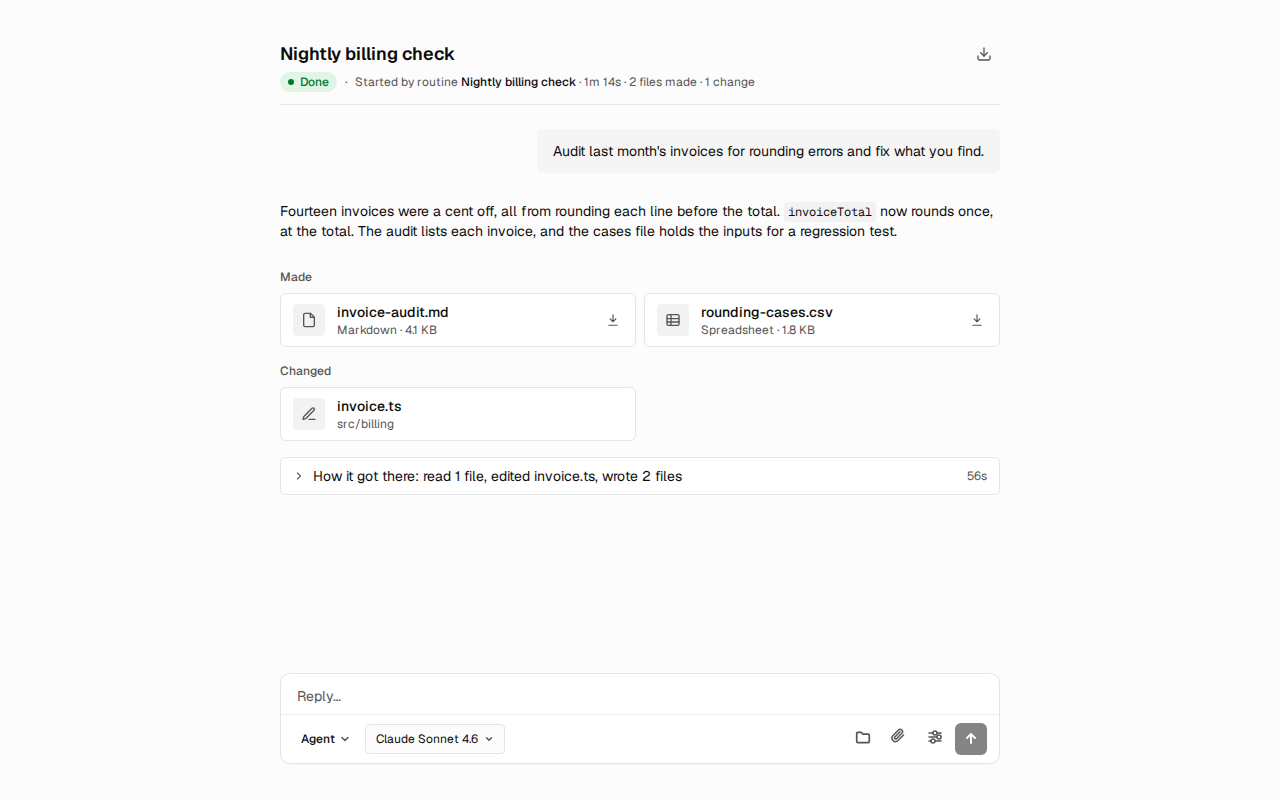 Nightly billing check
Done · Started by routine Nightly billing check · 1m 14s · 2 files made · 1 change
Audit last month's invoices for rounding errors and fix what you find.
Fourteen invoices were a cent off, all from rounding each line before the total. invoiceTotal now rounds once,
at the total. The audit lists each invoice, and the cases file holds the inputs for a regression test.
Made
invoice-audit.md
Markdown · 4.1 KB
rounding-cases.csv
Spreadsheet · 1.8 KB
Changed
invoice.ts
src/billing
How it got there: read 1 file, edited invoice.ts, wrote 2 files 56s
Reply…
Agent Claude Sonnet 4.6